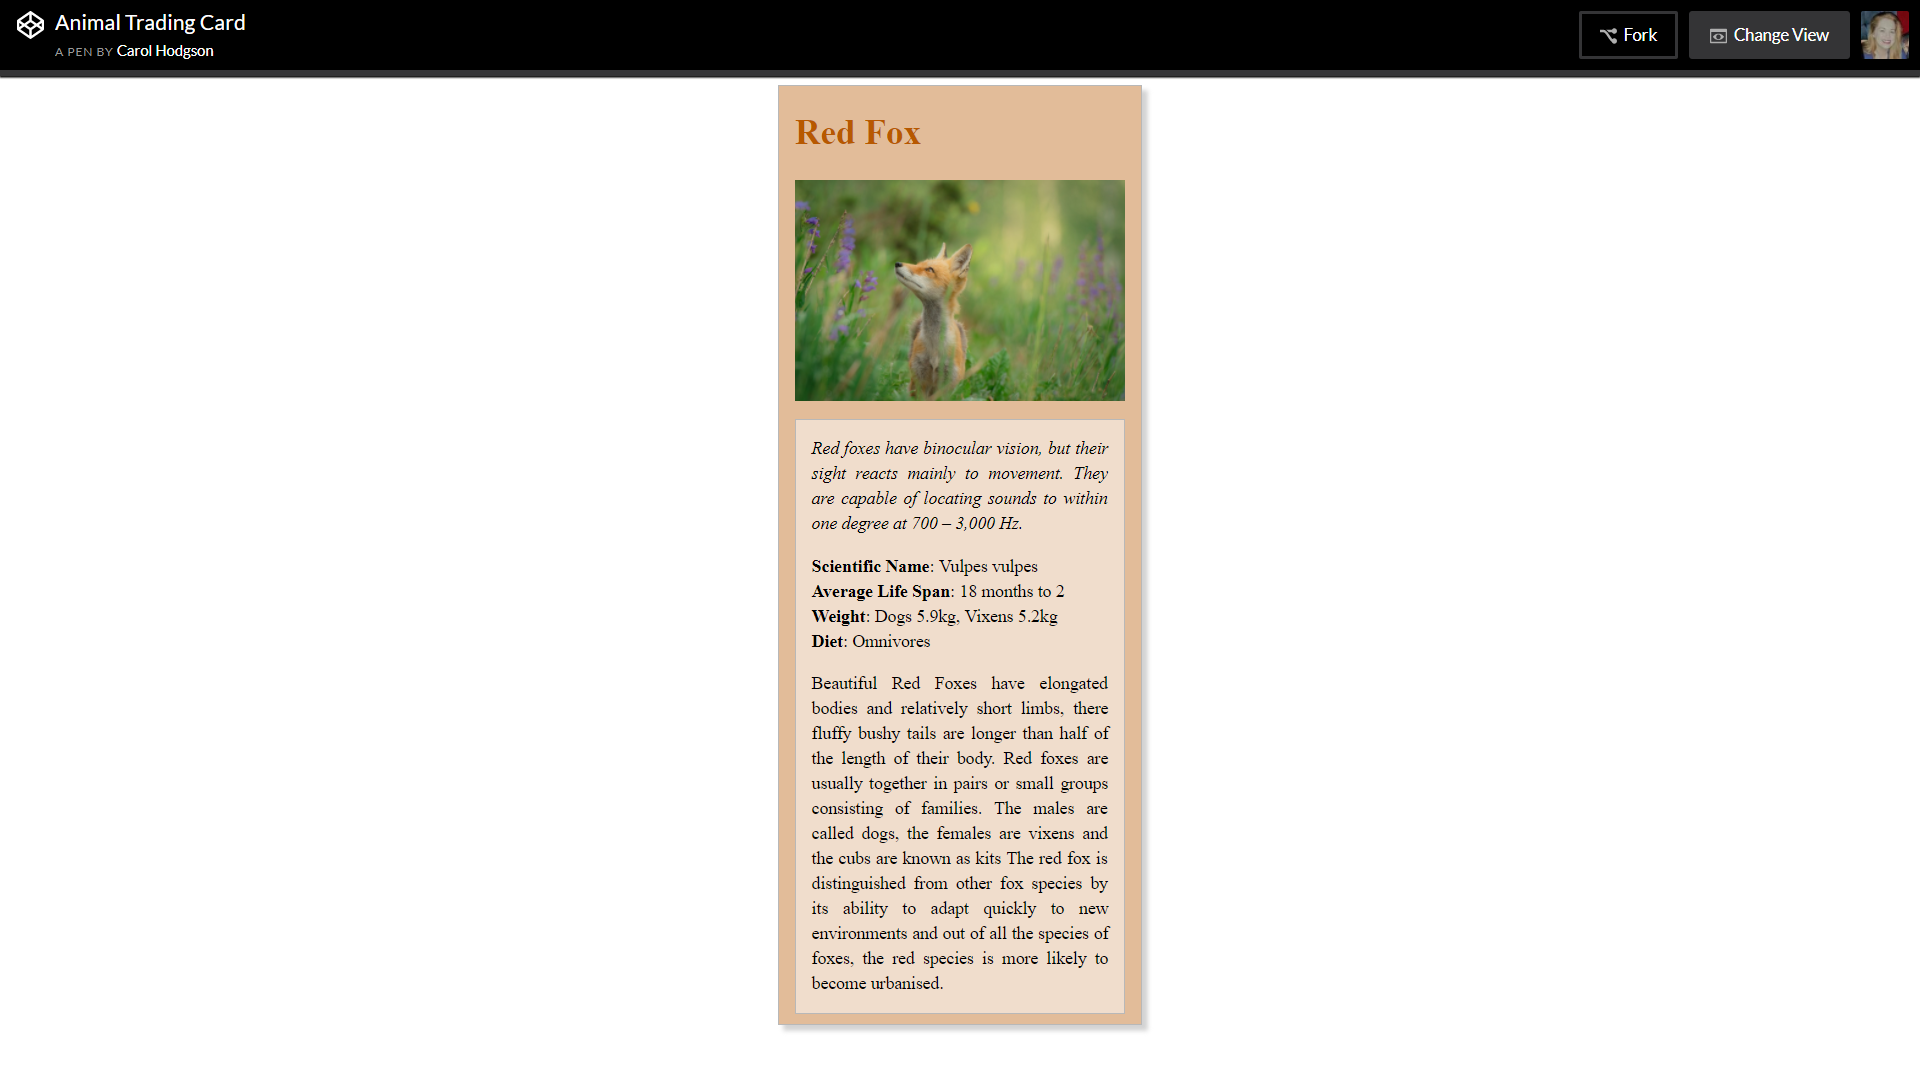 Animal Trading Card
A PEN BY Carol Hodgson
Fork
Change View
Red Fox
Red foxes have binocular vision, but their
sight reacts mainly to movement. They
are capable of locating sounds to within
one degree at 700 – 3,000 Hz.
Scientific Name: Vulpes vulpes
Average Life Span: 18 months to 2
Weight: Dogs 5.9kg, Vixens 5.2kg
Diet: Omnivores
Beautiful Red Foxes have elongated
bodies and relatively short limbs, there
fluffy bushy tails are longer than half of
the length of their body. Red foxes are
usually together in pairs or small groups
consisting of families. The males are
called dogs, the females are vixens and
the cubs are known as kits The red fox is
distinguished from other fox species by
its ability to adapt quickly to new
environments and out of all the species of
foxes, the red species is more likely to
become urbanised.